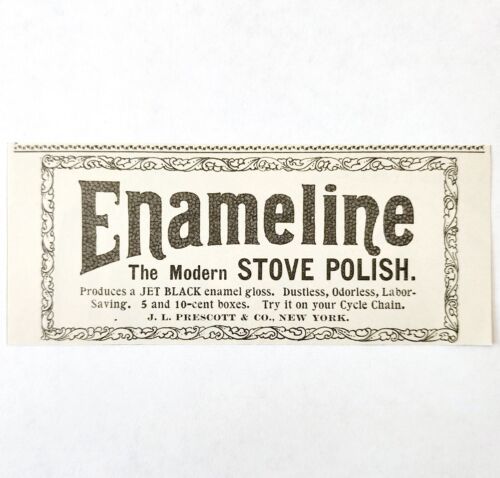 Enameline
The Modern STOVE POLISH.
Produces a JET BLACK enamel gloss. Dustless, Odorless, Labor-
Saving. 5 and 10-cent boxes. Try it on your Cycle Chain.
J. L. PRESCOTT & CO., NEW YORK.